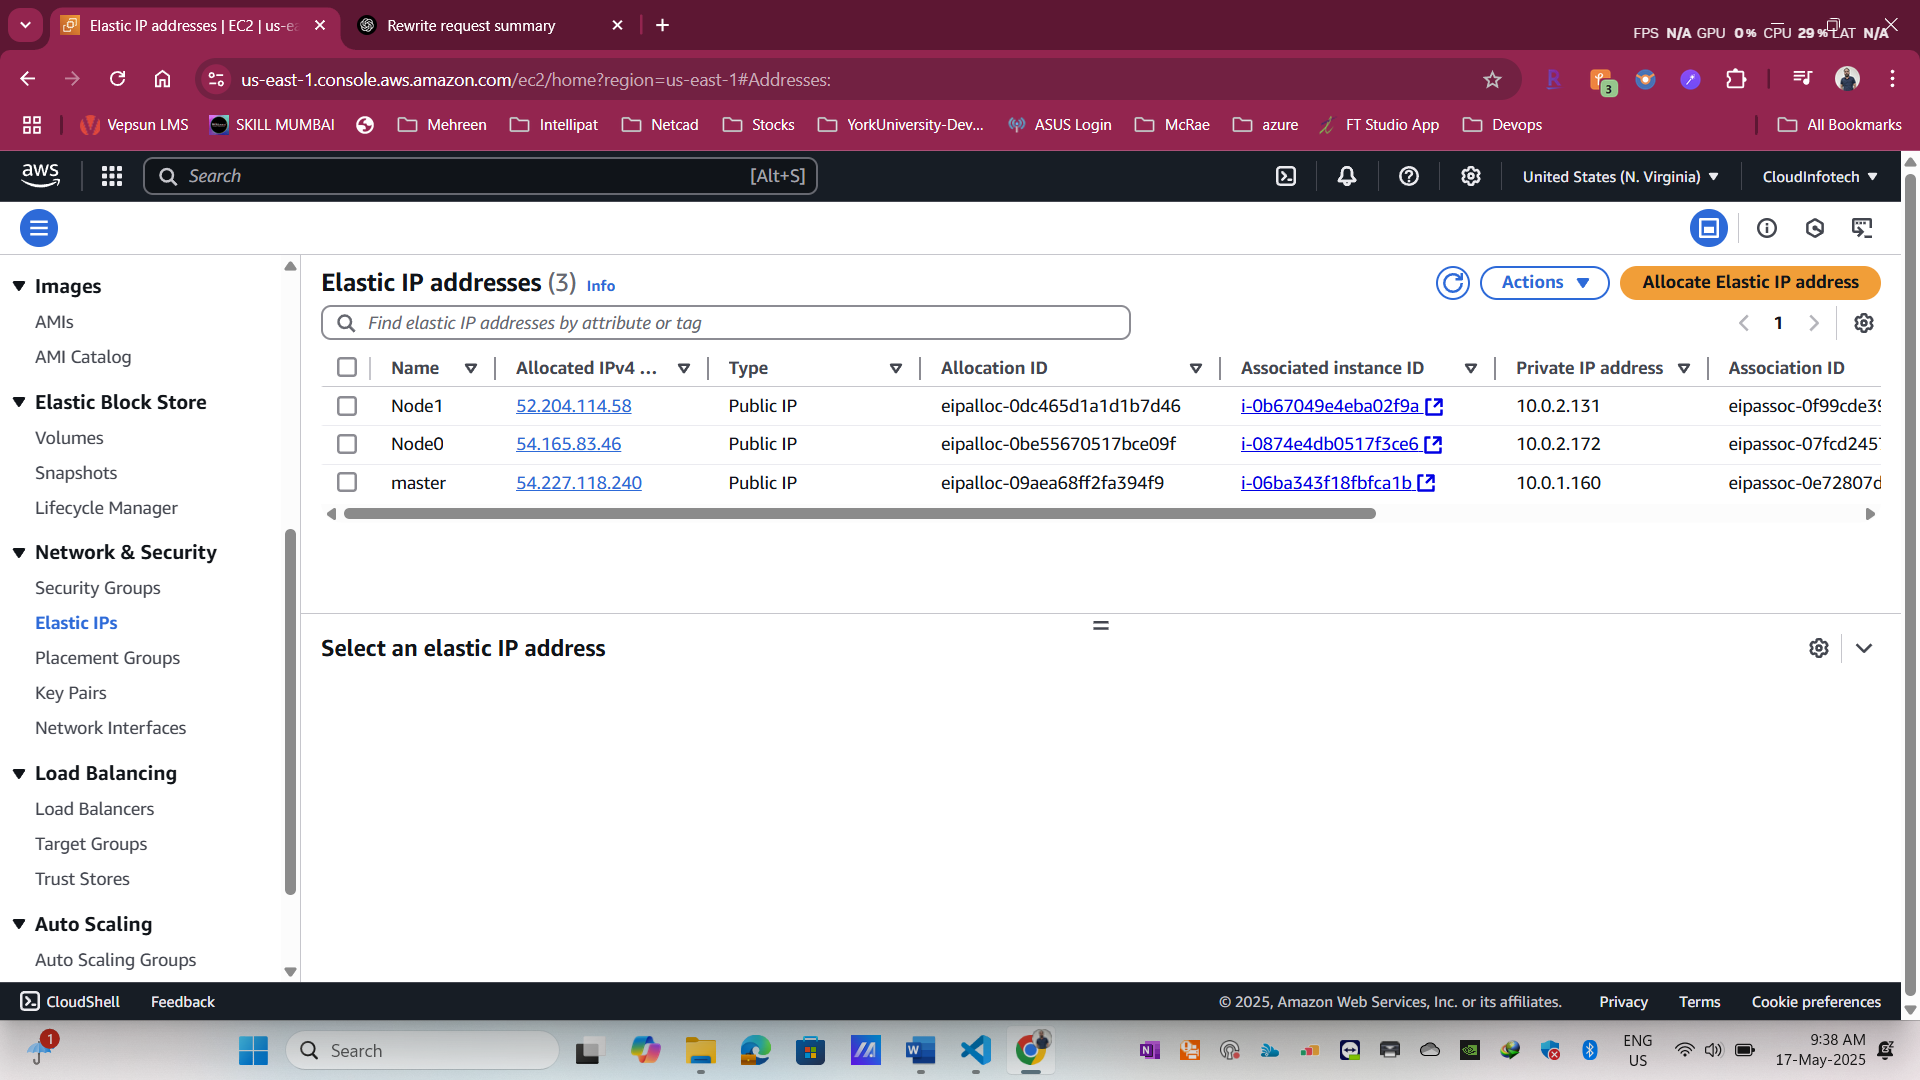 Elastic IP addresses | EC2 | us-ea
Rewrite request summary
FPS N/A GPU 0% CPU 29% LAT N/A
us-east-1.console.aws.amazon.com/ec2/home?region=us-east-1#Addresses:
3
Vepsun LMS
SKILL MUMBAI
Mehreen
Intellipat
Netcad
Stocks
YorkUniversity-Dev...
ASUS Login
McRae
azure
FT Studio App
Devops
All Bookmarks
aws
Search
[Alt+S]
United States (N. Virginia)
CloudInfotech
Images
AMIs
AMI Catalog
Elastic Block Store
Volumes
Snapshots
Lifecycle Manager
Network & Security
Security Groups
Elastic IPs
Placement Groups
Key Pairs
Network Interfaces
Load Balancing
Load Balancers
Target Groups
Trust Stores
Auto Scaling
Auto Scaling Groups
Elastic IP addresses (3) Info
Actions
Allocate Elastic IP address
Find elastic IP addresses by attribute or tag
1
Name Allocated IPv4 ... Type Allocation ID Associated instance ID Private IP address Association ID
Node1 52.204.114.58 Public IP eipalloc-0dc465d1a1d1b7d46 i-0b67049e4eba02f9a 10.0.2.131 eipassoc-0f99cde39
Node0 54.165.83.46 Public IP eipalloc-0be55670517bce09f i-0874e4db0517f3ce6 10.0.2.172 eipassoc-07fcd2457
master 54.227.118.240 Public IP eipalloc-09aea68ff2fa394f9 i-06ba343f18fbfca1b 10.0.1.160 eipassoc-0e72807d
Select an elastic IP address
CloudShell
Feedback
© 2025, Amazon Web Services, Inc. or its affiliates.
Privacy
Terms
Cookie preferences
1
Search
ENG
US
9:38 AM
17-May-2025